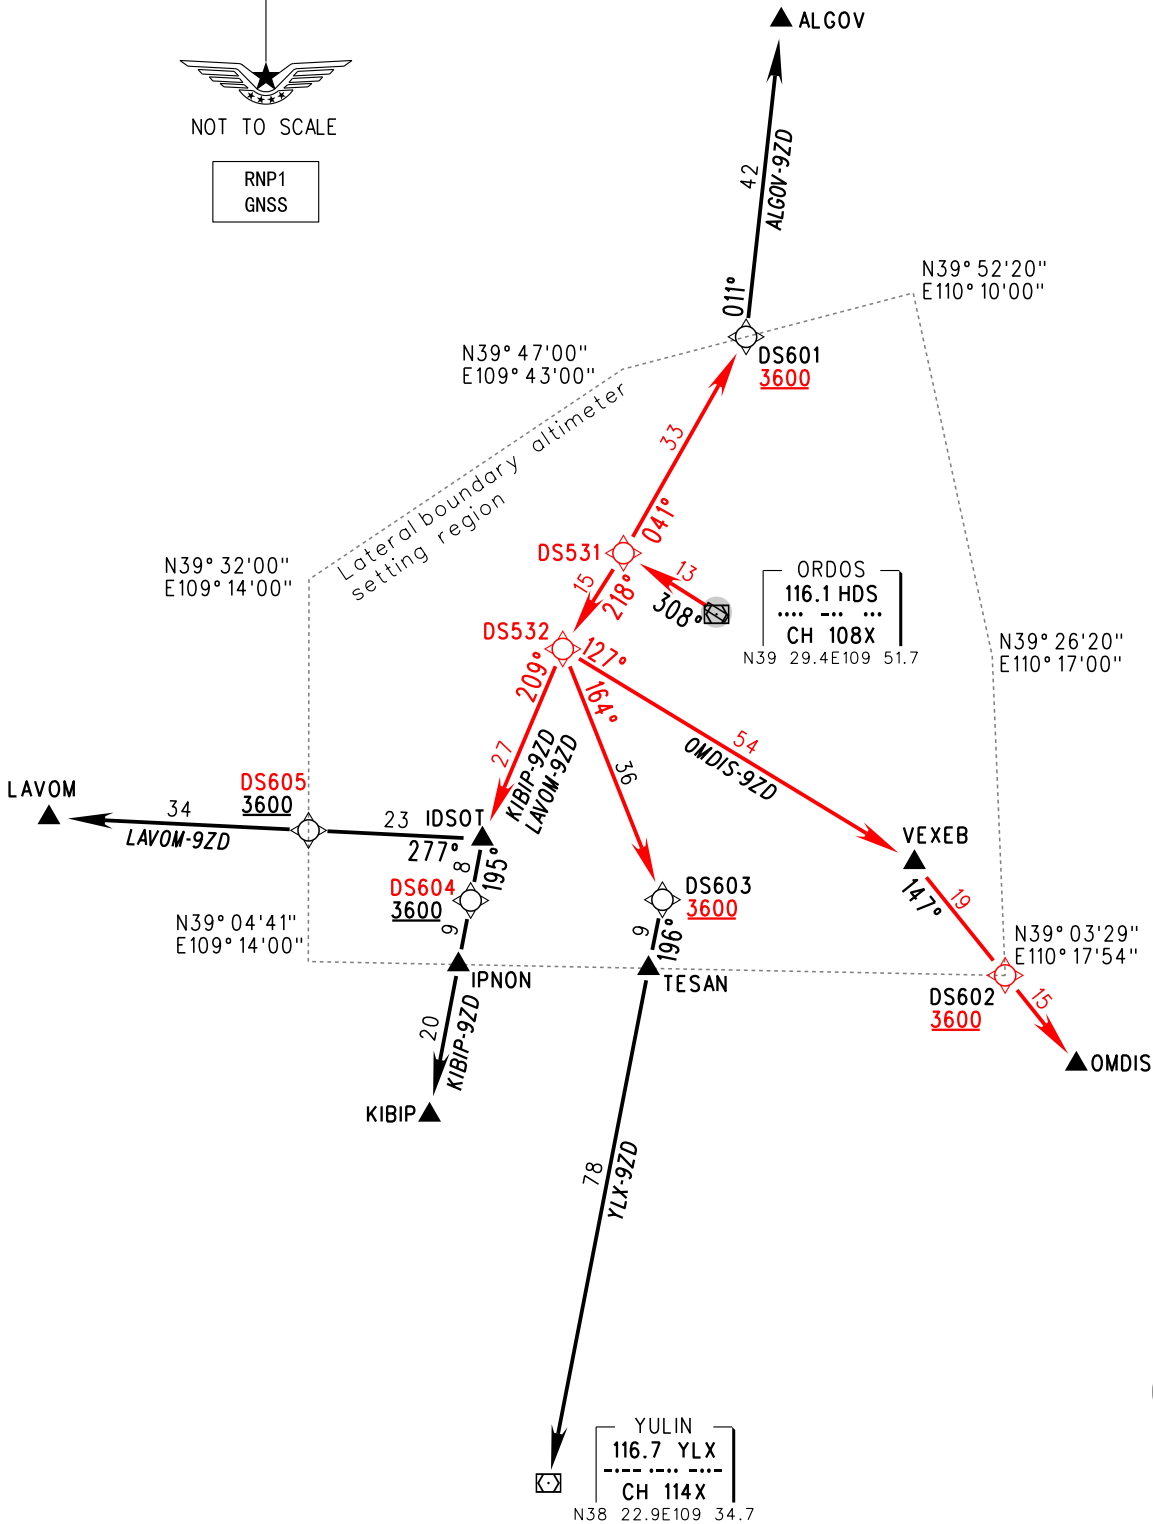 ALGOV
NOT TO SCALE
RNP1
GNSS
42
ALGOV-9ZD
011°
N39°52'20"
E110°10'00"
N39°47'00"
E109°43'00"
DS601
3600
Lateral boundary altimeter
setting region
33
041°
DS531
N39°32'00"
E109°14'00"
15
218°
13
308°
ORDOS
116.1 HDS
CH 108X
N39 29.4E109 51.7
DS532
127°
209°
164°
N39°26'20"
E110°17'00"
27
KIBIP-9ZD
LAVOM-9ZD
36
54
OMDIS-9ZD
LAVOM
DS605
3600
34
LAVOM-9ZD
23
277°
IDSOT
VEXEB
8
195°
DS604
3600
DS603
3600
147°
19
N39°04'41"
E109°14'00"
9
9
196°
N39°03'29"
E110°17'54"
IPNON
TESAN
DS602
3600
15
20
KIBIP-9ZD
OMDIS
KIBIP
78
YLX-9ZD
YULIN
116.7 YLX
CH 114X
N38 22.9E109 34.7